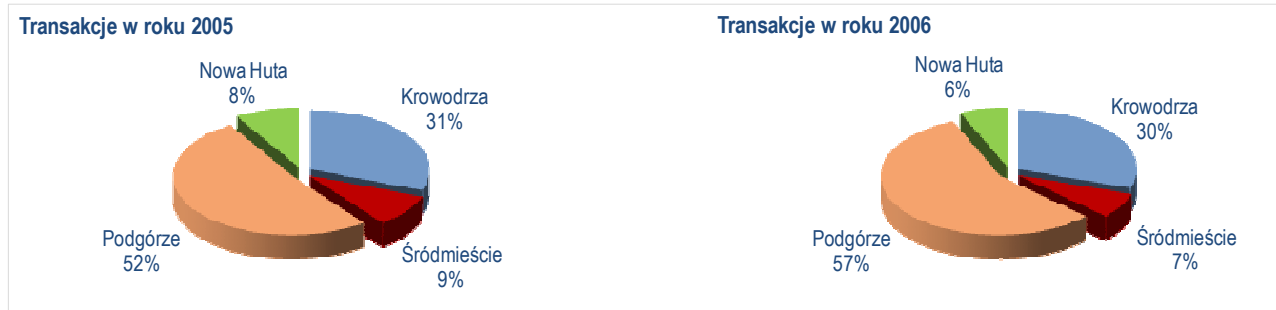 Transakcje w roku 2005
Nowa Huta
8%
Krowodrza
31%
Podgórze
52%
Śródmieście
9%
Transakcje w roku 2006
Nowa Huta
6%
Krowodrza
30%
Podgórze
57%
Śródmieście
7%